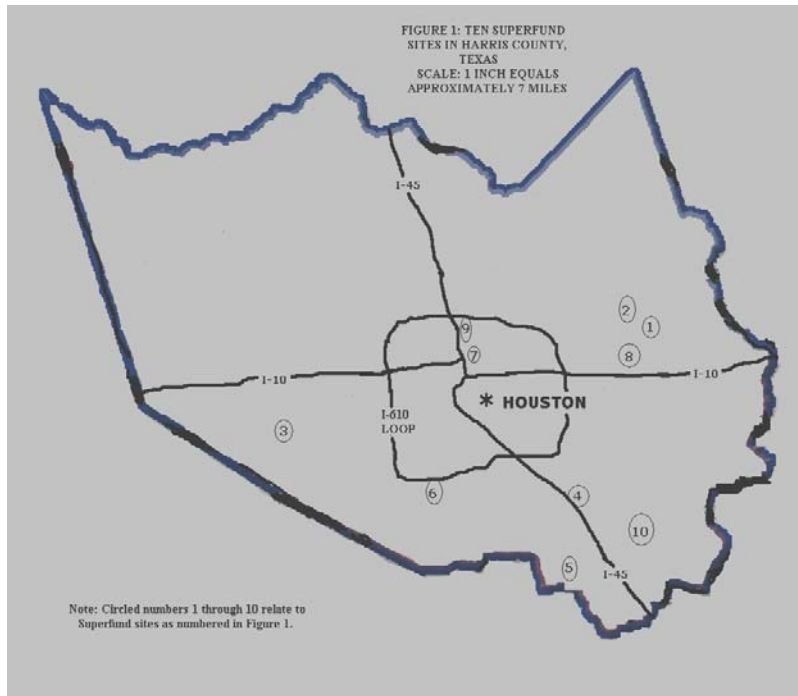 FIGURE 1: TEN SUPERFUND
SITES IN HARRIS COUNTY,
TEXAS
SCALE: 1 INCH EQUALS
APPROXIMATELY 7 MILES
I-45
2
1
9
7
8
I-10
I-10
* HOUSTON
I-610
LOOP
3
6
4
10
5
I-45
Note: Circled numbers 1 through 10 relate to
Superfund sites as numbered in Figure 1.